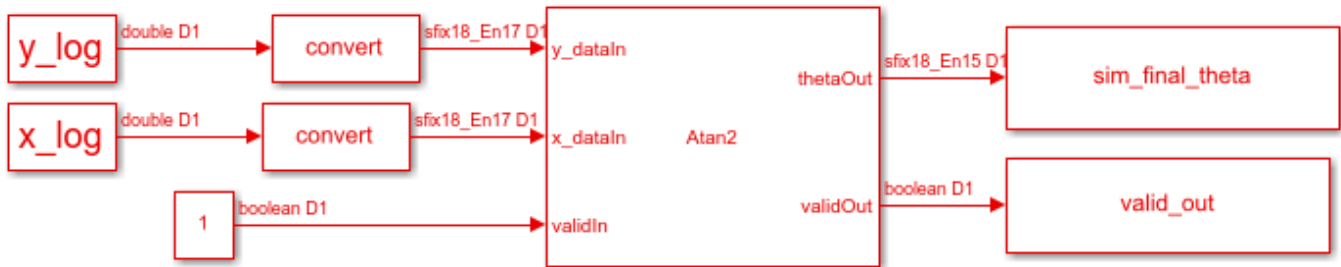 y_log
double D1
convert
sfix18_En17 D1
y_dataIn
x_log
double D1
convert
sfix18_En17 D1
x_dataIn
1
boolean D1
validIn
Atan2
thetaOut
sfix18_En15 D1
sim_final_theta
validOut
boolean D1
valid_out